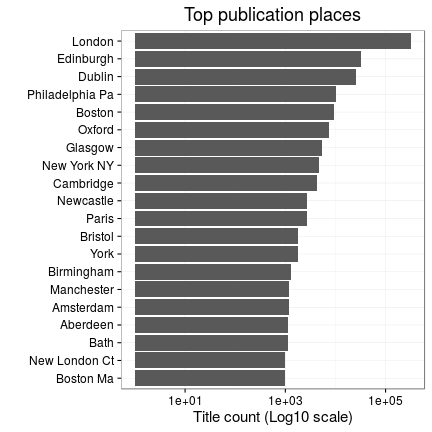 Top publication places
London
Edinburgh
Dublin
Philadelphia Pa
Boston
Oxford
Glasgow
New York NY
Cambridge
Newcastle
Paris
Bristol
York
Birmingham
Manchester
Amsterdam
Aberdeen
Bath
New London Ct
Boston Ma
1e+01 1e+03 1e+05
Title count (Log10 scale)